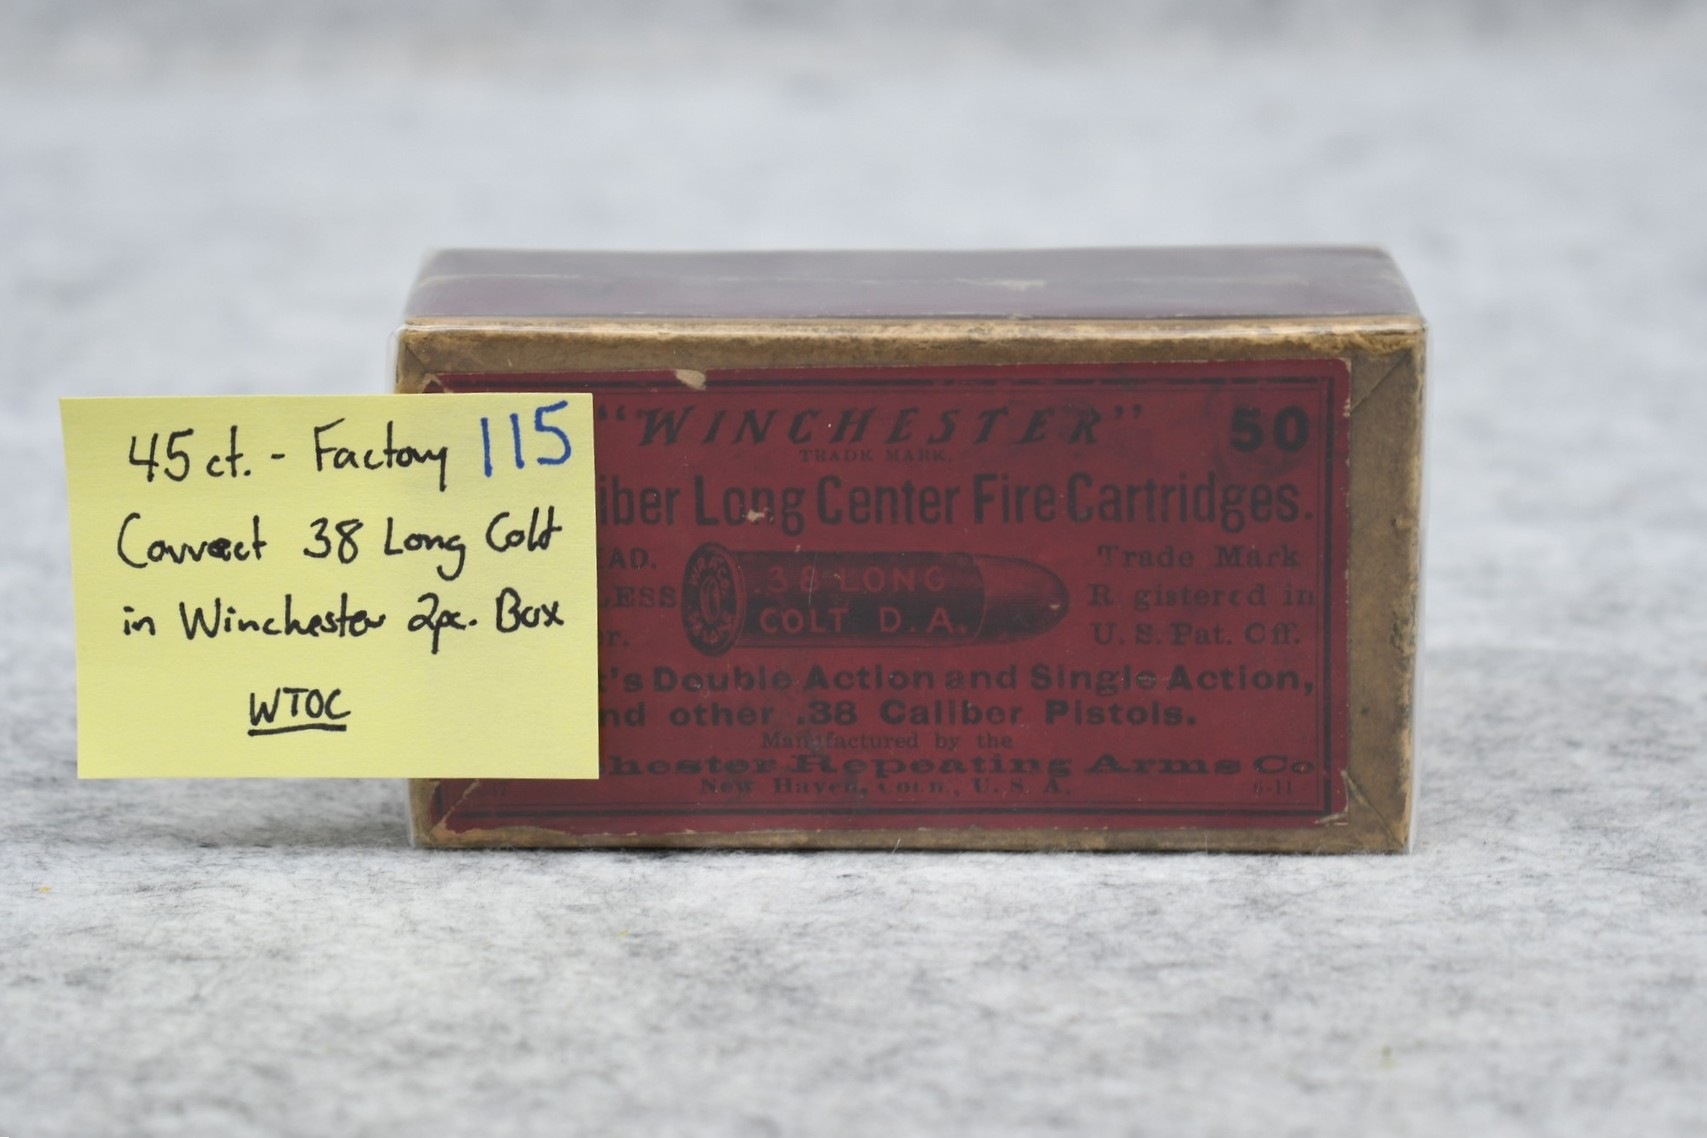 45 ct. - Factory 115
Correct 38 Long Colt
in Winchester 2pc. Box
WTOC
"WINCHESTER" 50
TRADE MARK.
iber Long Center Fire Cartridges.
AD.
LESS
r.
.38 LONG
COLT D.A.
Trade Mark
R gistered in
U.S. Pat. Off.
t's Double Action and Single Action,
nd other .38 Caliber Pistols.
Manufactured by the
hester Repeating Arms Co
New Haven, Conn., U. S. A.
6-11